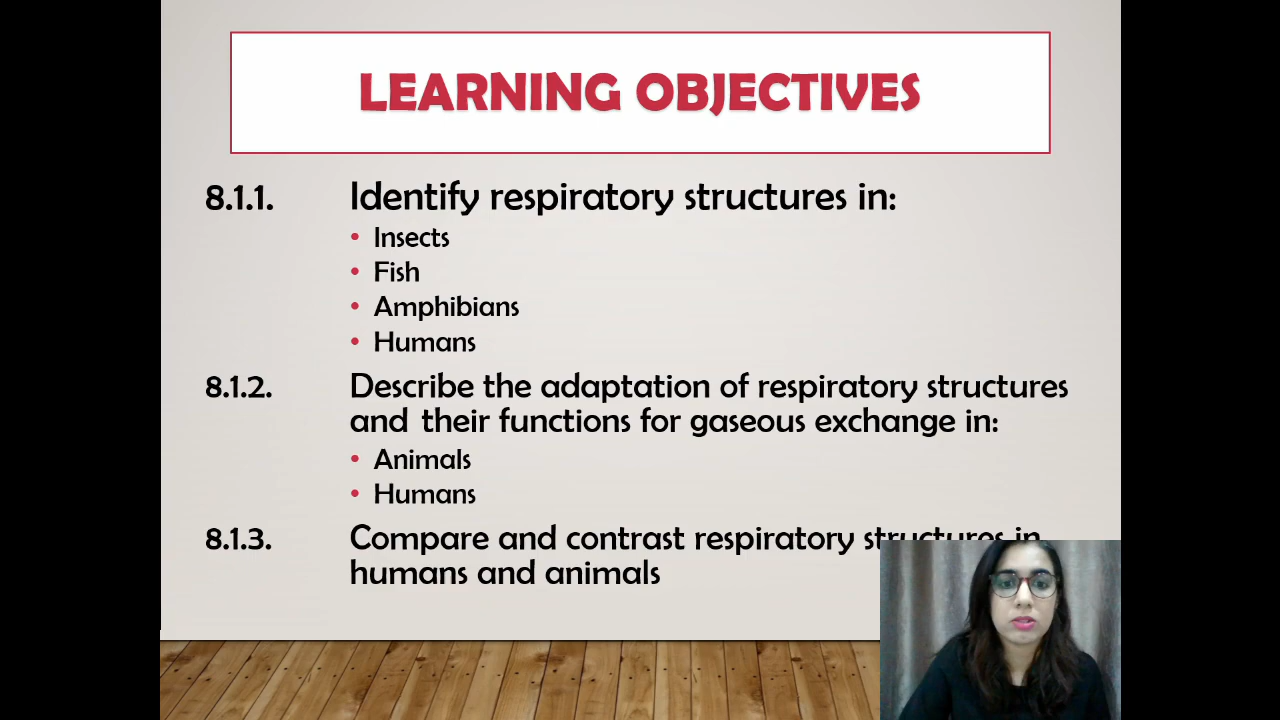 LEARNING OBJECTIVES
8.1.1. Identify respiratory structures in:
• Insects
• Fish
• Amphibians
• Humans
8.1.2. Describe the adaptation of respiratory structures
and their functions for gaseous exchange in:
• Animals
• Humans
8.1.3. Compare and contrast respiratory structures in
humans and animals